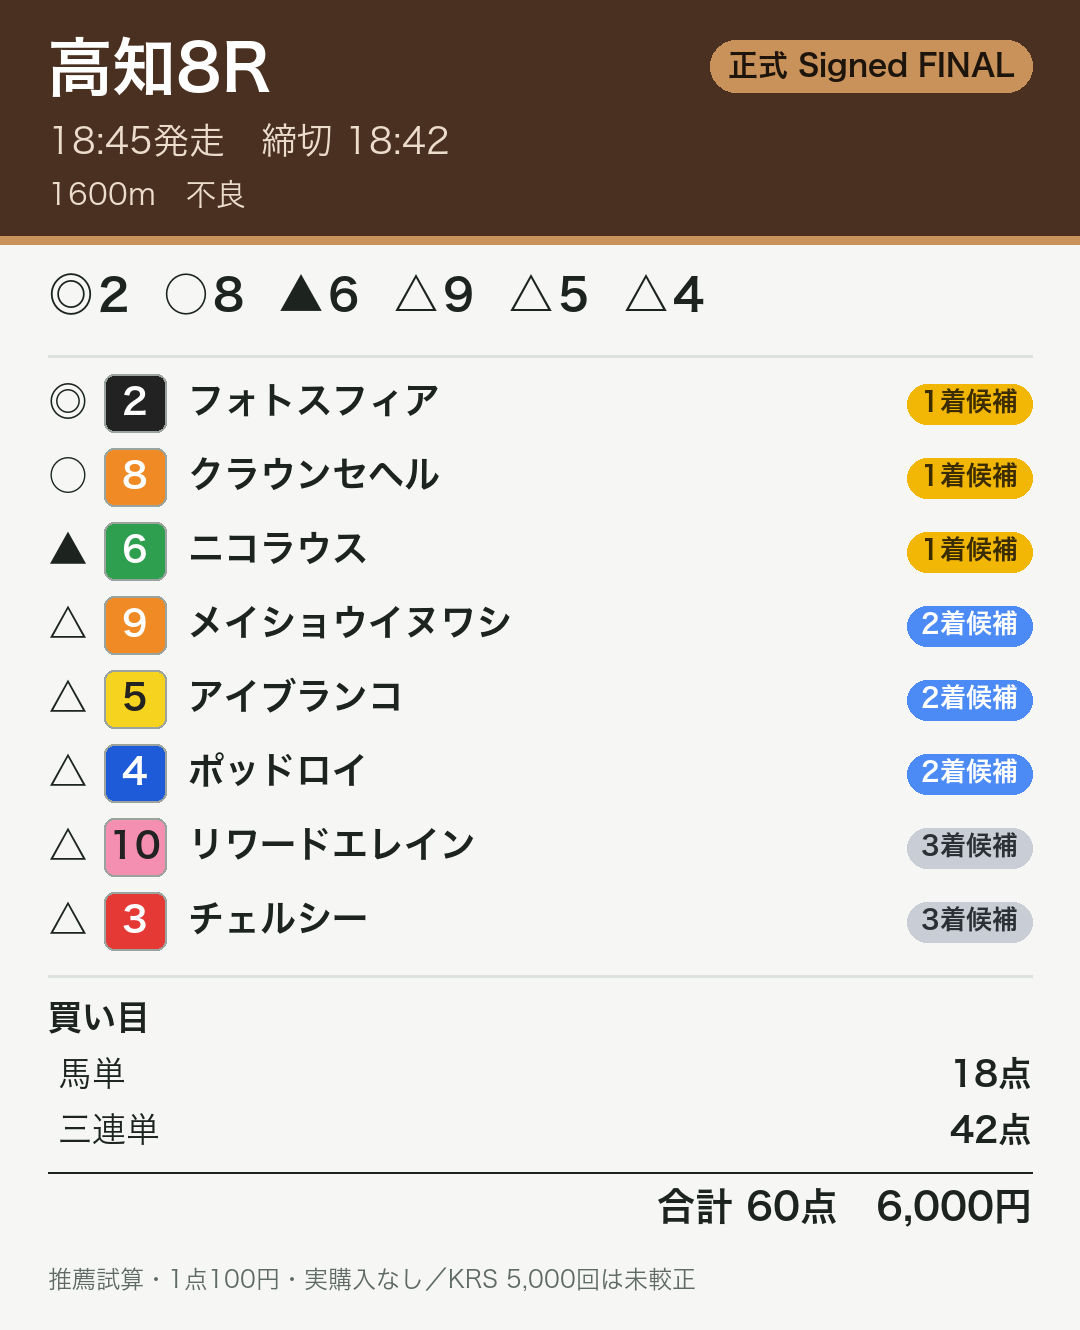 高知8R
正式 Signed FINAL
18:45発走　締切 18:42
1600m　不良
◎2 ○8 ▲6 △9 △5 △4
◎ 2 フォトスフィア 1着候補
○ 8 クラウンセヘル 1着候補
▲ 6 ニコラウス 1着候補
△ 9 メイショウイヌワシ 2着候補
△ 5 アイブランコ 2着候補
△ 4 ポッドロイ 2着候補
△ 10 リワードエレイン 3着候補
△ 3 チェルシー 3着候補
買い目
馬単 18点
三連単 42点
合計 60点　6,000円
推薦試算・1点100円・実購入なし／KRS 5,000回は未較正